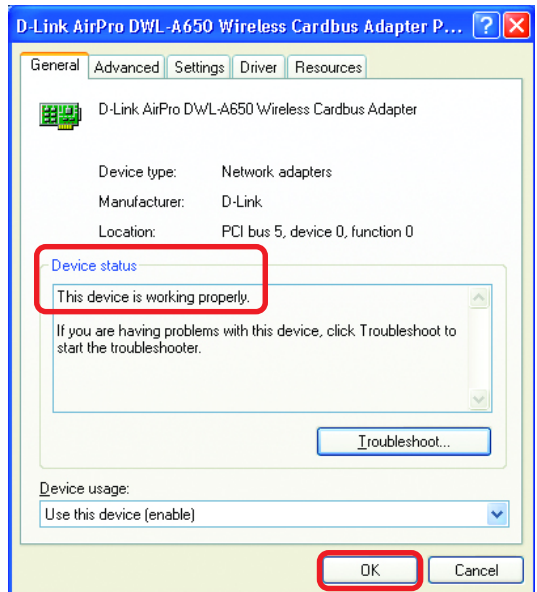 D-Link AirPro DWL-A650 Wireless Cardbus Adapter P...
General Advanced Settings Driver Resources
D-Link AirPro DWL-A650 Wireless Cardbus Adapter
Device type: Network adapters
Manufacturer: D-Link
Location: PCI bus 5, device 0, function 0
Device status
This device is working properly.
If you are having problems with this device, click Troubleshoot to
start the troubleshooter.
Troubleshoot...
Device usage:
Use this device (enable)
OK Cancel